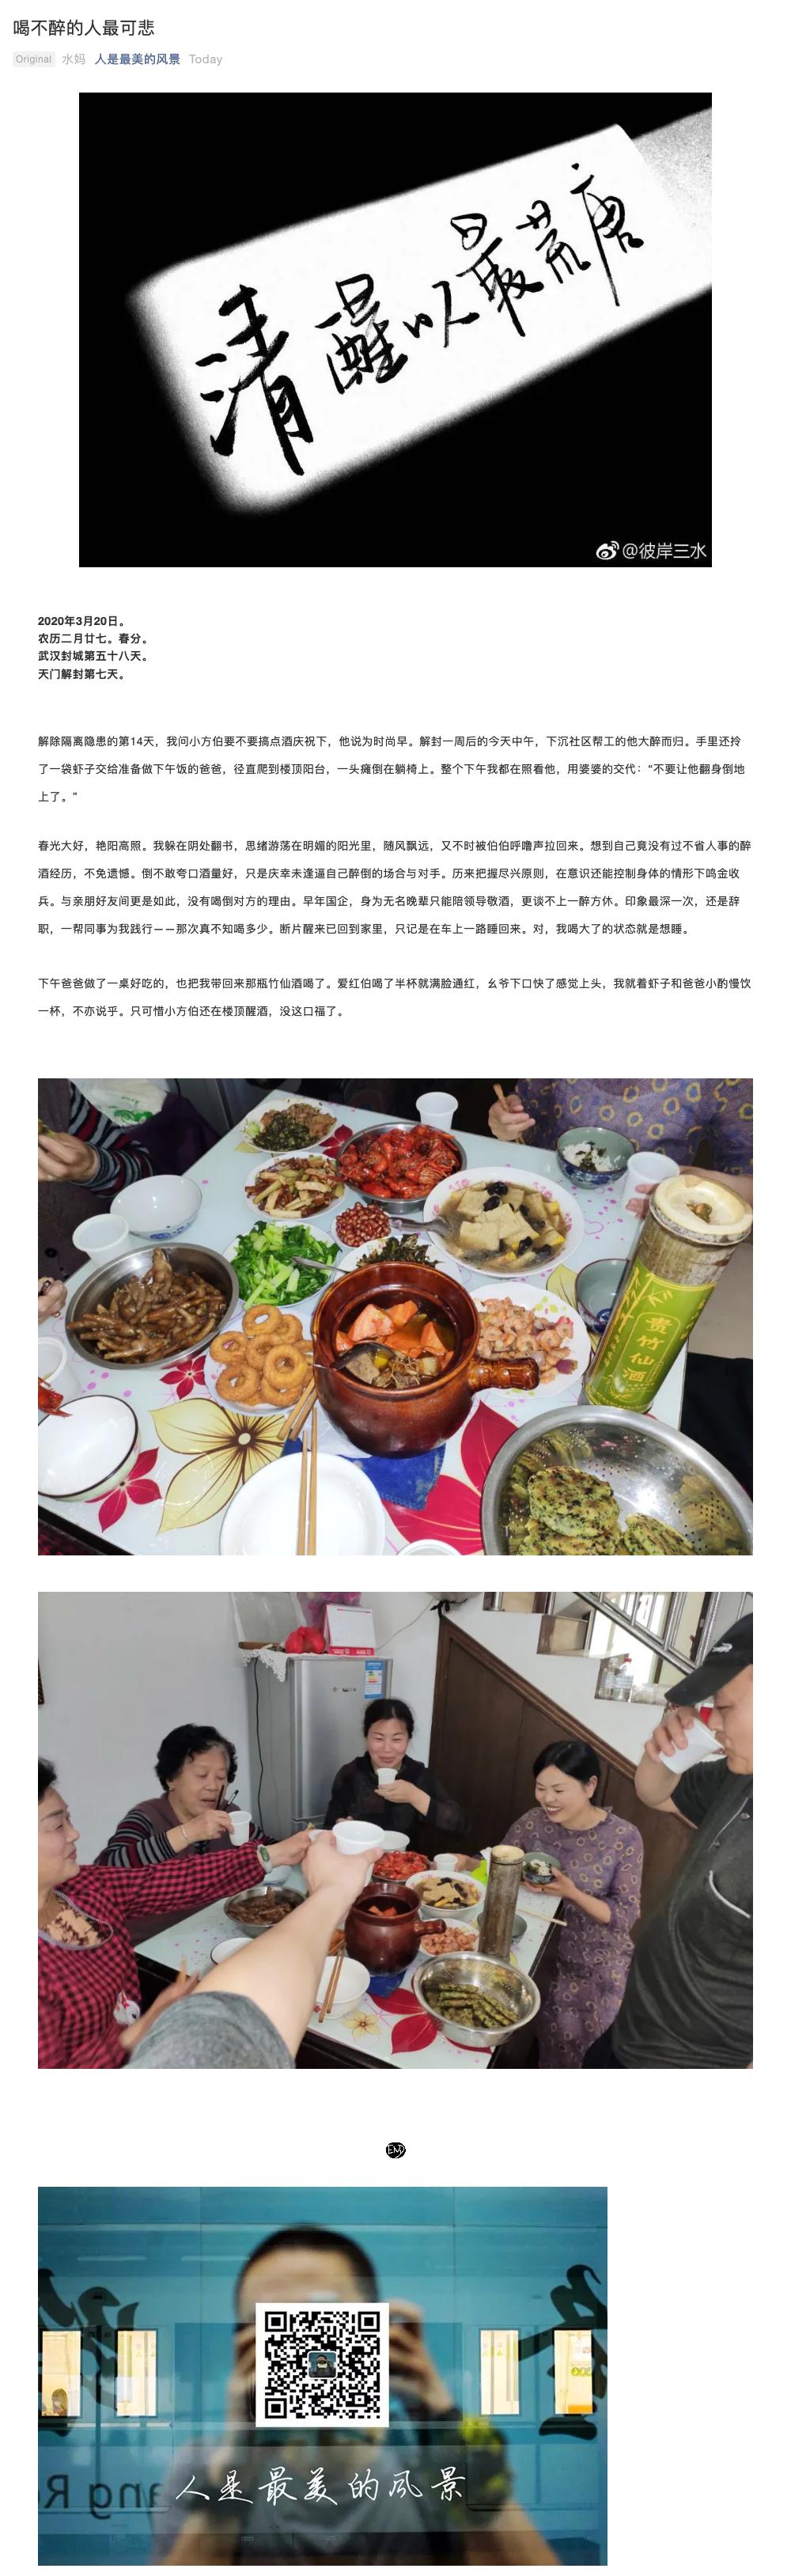 喝不醉的人最可悲
Original 水妈 人是最美的风景 Today
清醒以最荒唐
@彼岸三水
2020年3月20日。
农历二月廿七。春分。
武汉封城第五十八天。
天门解封第七天。
解除隔离隐患的第14天，我问小方伯要不要搞点酒庆祝下，他说为时尚早。解封一周后的今天中午，下沉社区帮工的他大醉而归。手里还拎
了一袋虾子交给准备做下午饭的爸爸，径直爬到楼顶阳台，一头瘫倒在躺椅上。整个下午我都在照看他，用婆婆的交代：“不要让他翻身倒地
上了。”
春光大好，艳阳高照。我躲在阴处翻书，思绪游荡在明媚的阳光里，随风飘远，又不时被伯伯呼噜声拉回来。想到自己竟没有过不省人事的醉
酒经历，不免遗憾。倒不敢夸口酒量好，只是庆幸未逢逼自己醉倒的场合与对手。历来把握尽兴原则，在意识还能控制身体的情形下鸣金收
兵。与亲朋好友间更是如此，没有喝倒对方的理由。早年国企，身为无名晚辈只能陪领导敬酒，更谈不上一醉方休。印象最深一次，还是辞
职，一帮同事为我践行——那次真不知喝多少。断片醒来已回到家里，只记是在车上一路睡回来。对，我喝大了的状态就是想睡。
下午爸爸做了一桌好吃的，也把我带回来那瓶竹仙酒喝了。爱红伯喝了半杯就满脸通红，幺爷下口快了感觉上头，我就着虾子和爸爸小酌慢饮
一杯，不亦说乎。只可惜小方伯还在楼顶醒酒，没这口福了。
贵竹仙酒
END
人是最美的风景